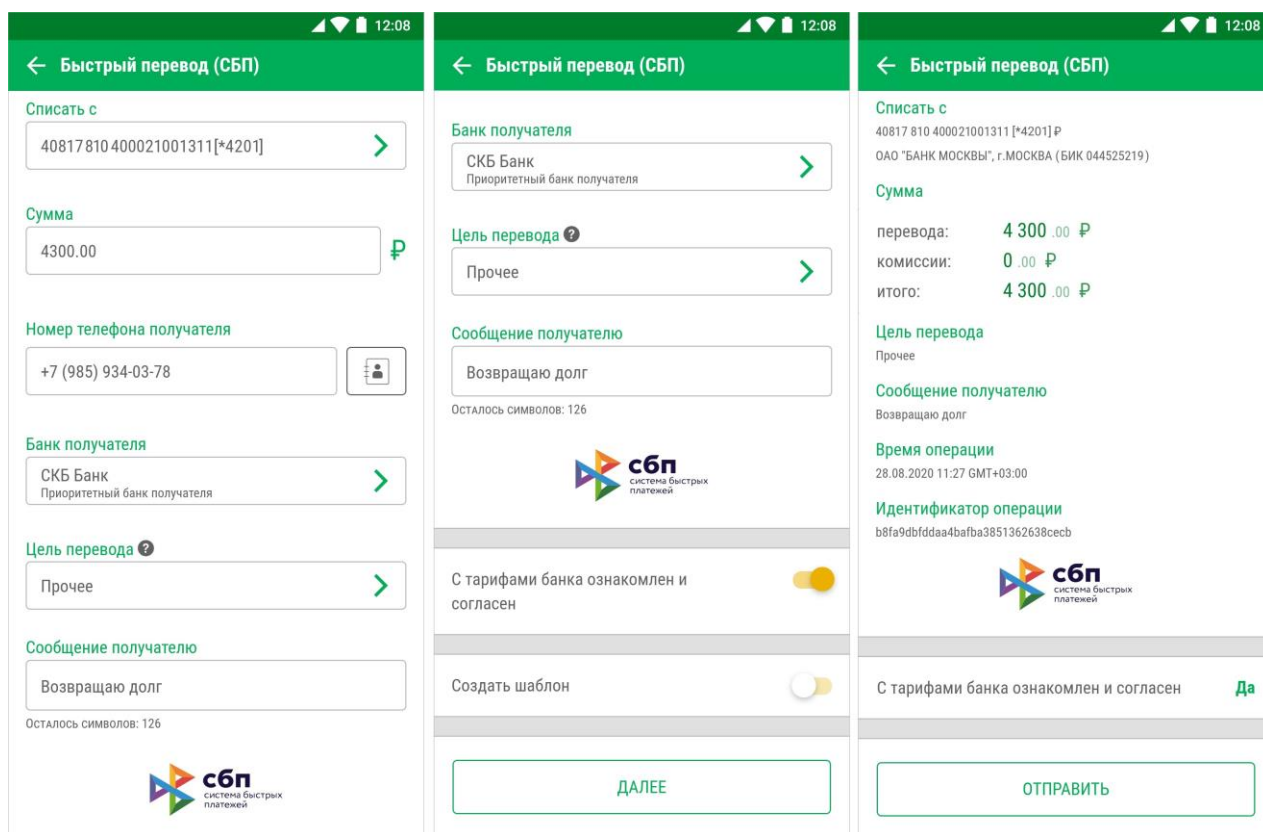 12:08
Быстрый перевод (СБП)
Списать с
40817 810 400021001311 [*4201]
Сумма
4300.00
₽
Номер телефона получателя
+7 (985) 934-03-78
Банк получателя
СКБ Банк
Приоритетный банк получателя
Цель перевода ?
Прочее
Сообщение получателю
Возвращаю долг
Осталось символов: 126
сбп
система быстрых
платежей
12:08
Быстрый перевод (СБП)
Банк получателя
СКБ Банк
Приоритетный банк получателя
Цель перевода ?
Прочее
Сообщение получателю
Возвращаю долг
Осталось символов: 126
сбп
система быстрых
платежей
С тарифами банка ознакомлен и
согласен
Создать шаблон
ДАЛЕЕ
12:08
Быстрый перевод (СБП)
Списать с
40817 810 400021001311 [*4201] ₽
ОАО "БАНК МОСКВЫ", г.МОСКВА (БИК 044525219)
Сумма
перевода: 4 300 .00 ₽
комиссии: 0 .00 ₽
итого: 4 300 .00 ₽
Цель перевода
Прочее
Сообщение получателю
Возвращаю долг
Время операции
28.08.2020 11:27 GMT+03:00
Идентификатор операции
b8fa9dbfddaa4bafba3851362638cecb
сбп
система быстрых
платежей
С тарифами банка ознакомлен и согласен Да
ОТПРАВИТЬ